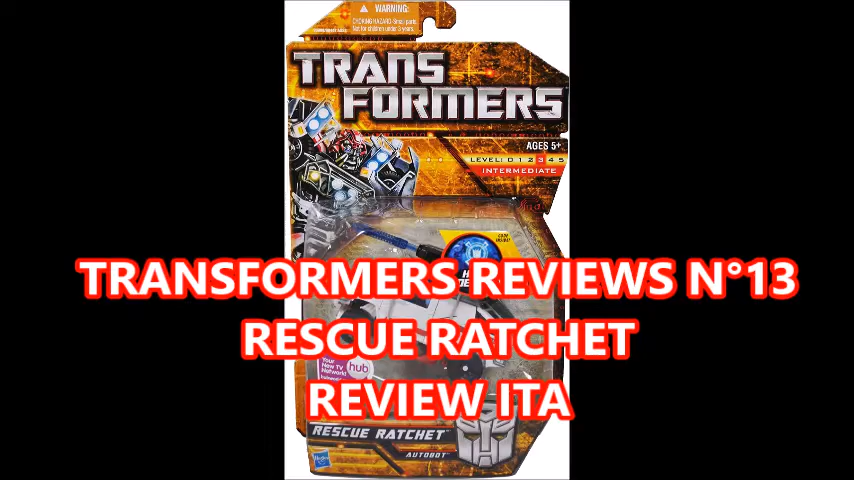 WARNING:
CHOKING HAZARD-Small parts.
Not for children under 3 years.
TRANS
FORMERS
AGES 5+
LEVEL: 0 1 2 3 4 5
INTERMEDIATE
CODE
INSIDE!
TRANSFORMERS REVIEWS N°13
RESCUE RATCHET
REVIEW ITA
Your
New TV
Network!
hub
RESCUE RATCHET
AUTOBOT
Hasbro